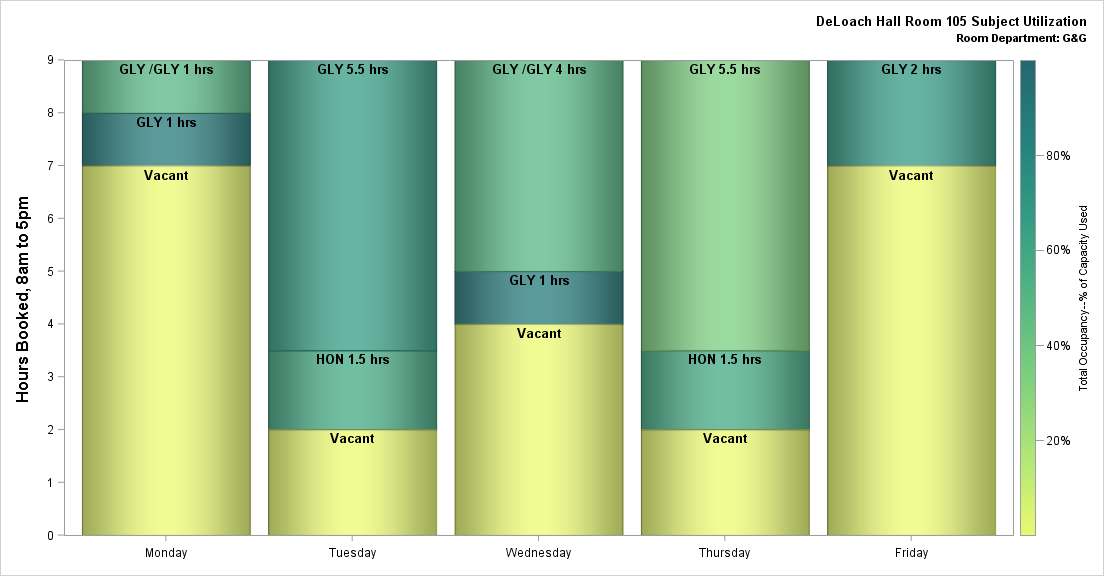 DeLoach Hall Room 105 Subject Utilization
Room Department: G&G
Hours Booked, 8am to 5pm
9
8
7
6
5
4
3
2
1
0
GLY /GLY 1 hrs
GLY 1 hrs
Vacant
GLY 5.5 hrs
HON 1.5 hrs
Vacant
GLY /GLY 4 hrs
GLY 1 hrs
Vacant
GLY 5.5 hrs
HON 1.5 hrs
Vacant
GLY 2 hrs
Vacant
Monday
Tuesday
Wednesday
Thursday
Friday
80%
60%
40%
20%
Total Occupancy--% of Capacity Used